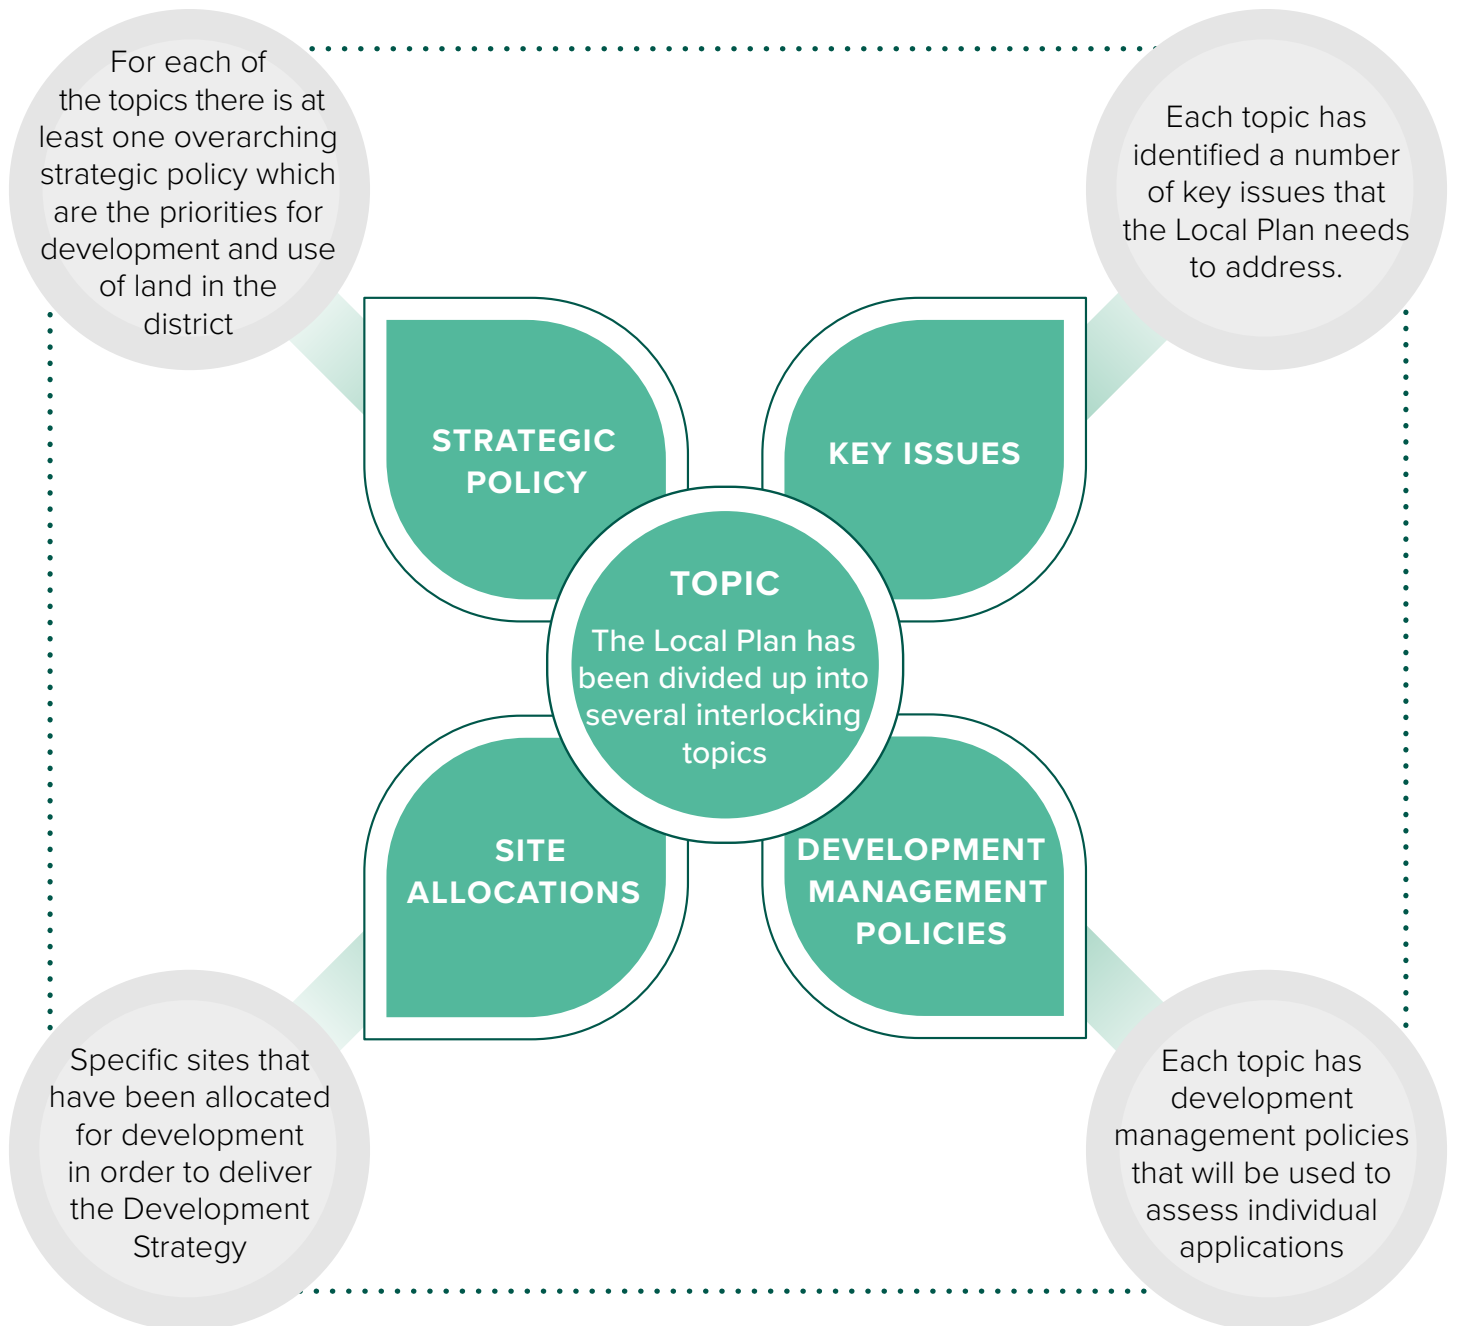 For each of
the topics there is at
least one overarching
strategic policy which
are the priorities for
development and use
of land in the
district
Each topic has
identified a number
of key issues that
the Local Plan needs
to address.
STRATEGIC
POLICY
KEY ISSUES
TOPIC
The Local Plan has
been divided up into
several interlocking
topics
SITE
ALLOCATIONS
DEVELOPMENT
MANAGEMENT
POLICIES
Specific sites that
have been allocated
for development
in order to deliver
the Development
Strategy
Each topic has
development
management policies
that will be used to
assess individual
applications